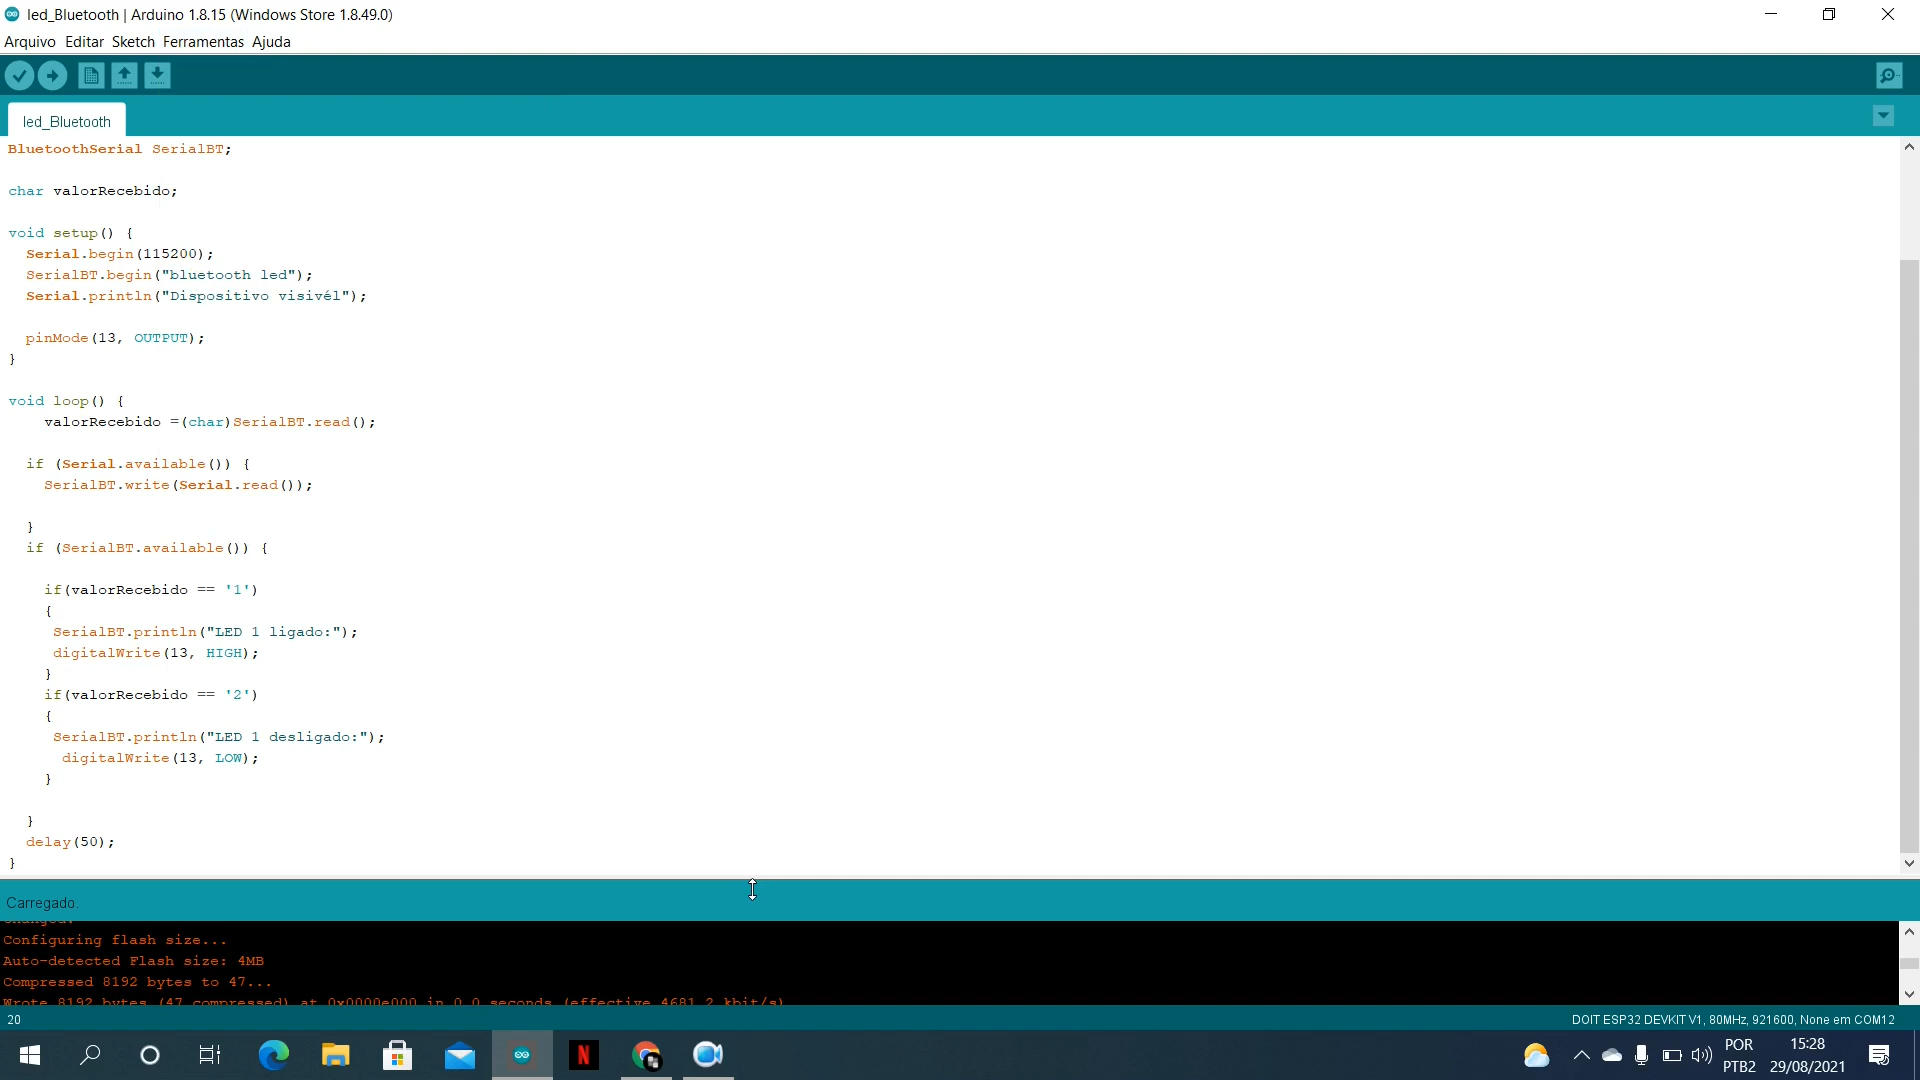 led_Bluetooth | Arduino 1.8.15 (Windows Store 1.8.49.0)
Arquivo Editar Sketch Ferramentas Ajuda
led_Bluetooth
BluetoothSerial SerialBT;
char valorRecebido;
void setup() {
Serial.begin(115200);
SerialBT.begin("bluetooth led");
Serial.println("Dispositivo visivél");
pinMode(13, OUTPUT);
}
void loop() {
valorRecebido =(char)SerialBT.read();
if (Serial.available()) {
SerialBT.write(Serial.read());
}
if (SerialBT.available()) {
if(valorRecebido == '1')
{
SerialBT.println("LED 1 ligado:");
digitalWrite(13, HIGH);
}
if(valorRecebido == '2')
{
SerialBT.println("LED 1 desligado:");
digitalWrite(13, LOW);
}
}
delay(50);
}
Carregado.
changed.
Configuring flash size...
Auto-detected Flash size: 4MB
Compressed 8192 bytes to 47...
Wrote 8192 bytes (47 compressed) at 0x0000e000 in 0.0 seconds (effective 4681.2 kbit/s)
20
DOIT ESP32 DEVKIT V1, 80MHz, 921600, None em COM12
N
POR
PTB2
15:28
29/08/2021